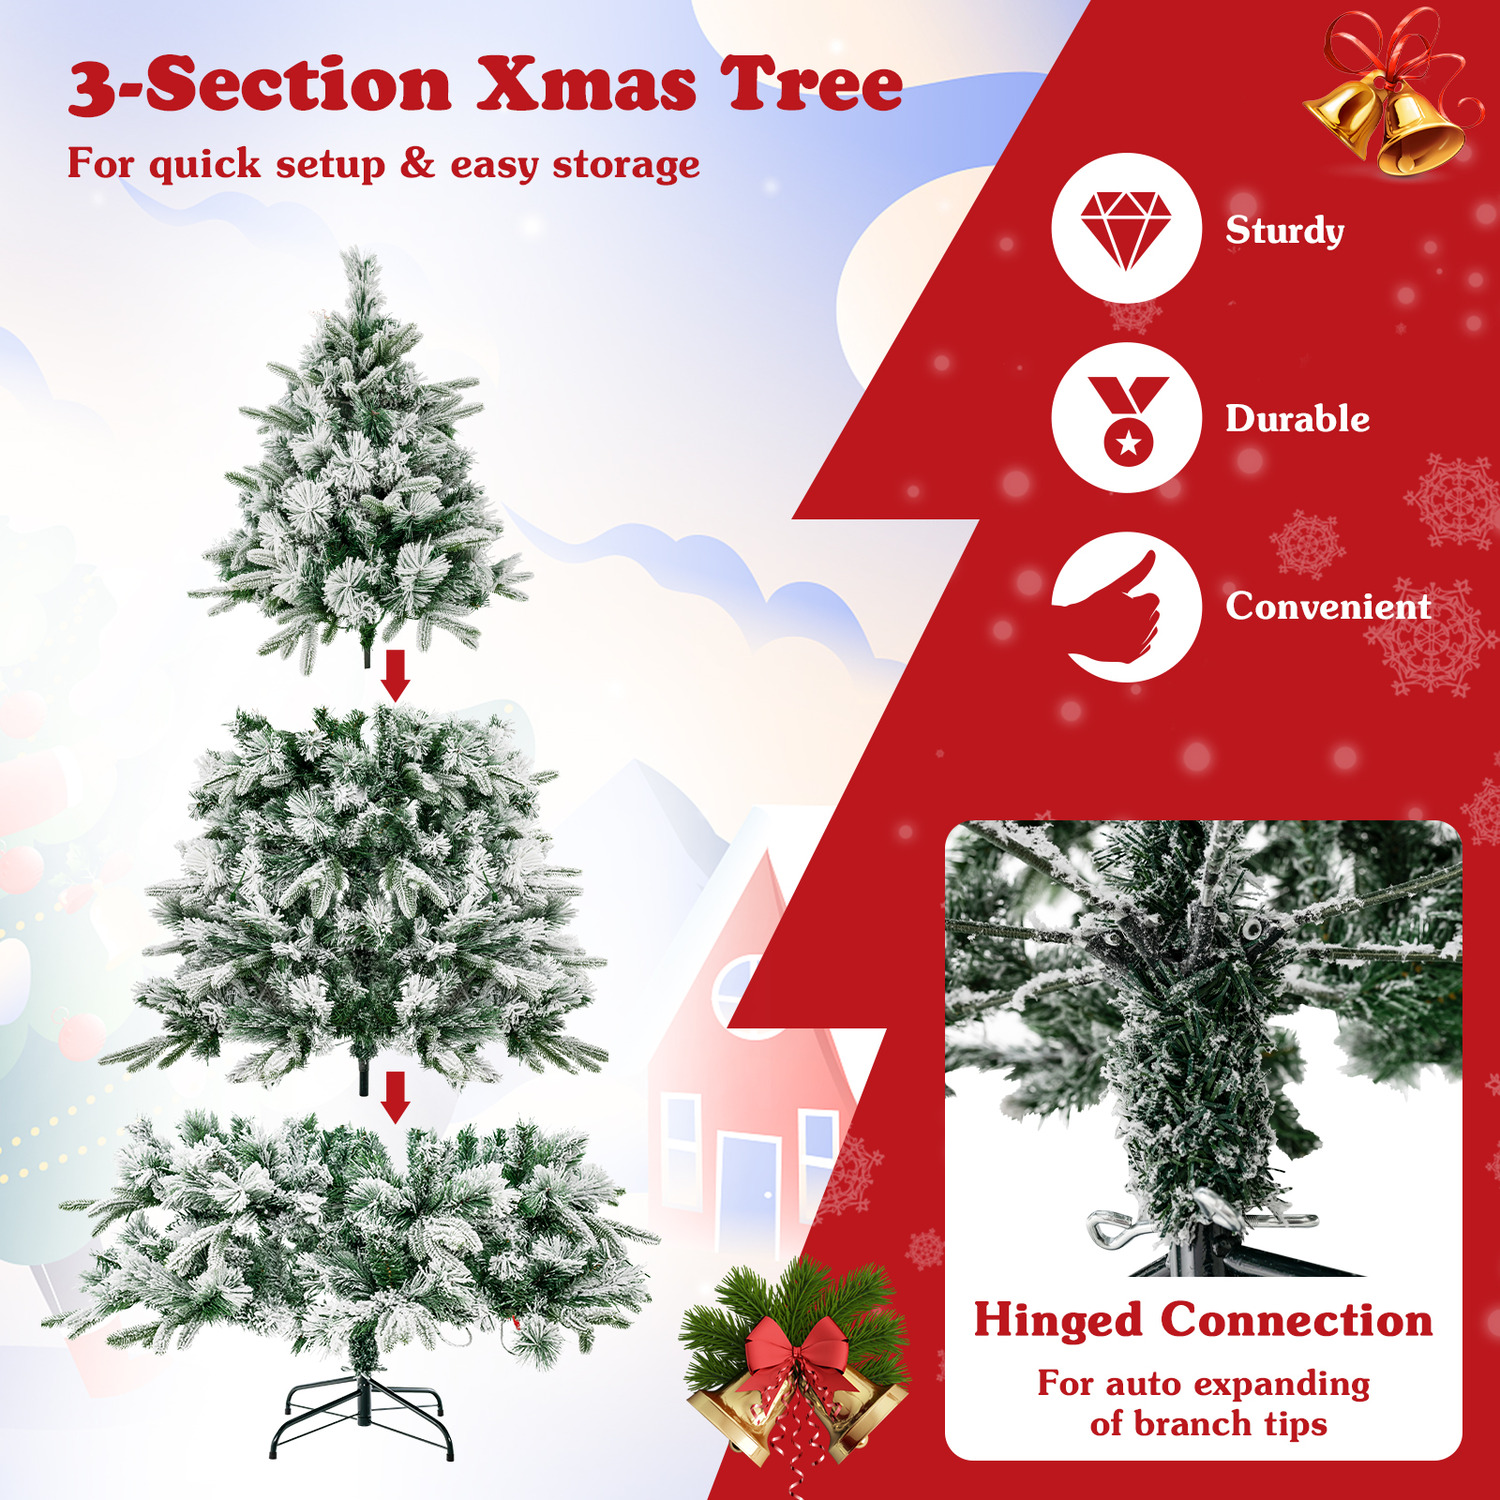 3-Section Xmas Tree
For quick setup & easy storage
Sturdy
Durable
Convenient
Hinged Connection
For auto expanding
of branch tips